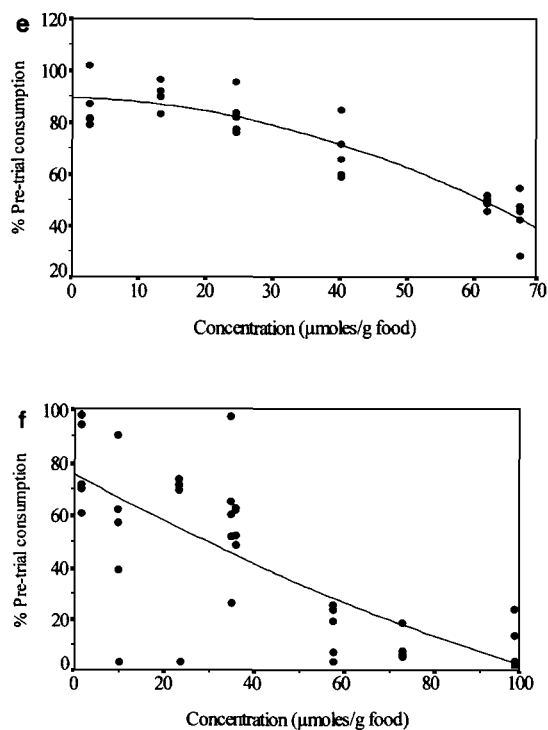 e
120
100
80
60
40
20
% Pre-trial consumption
0 10 20 30 40 50 60 70
Concentration (μmoles/g food)
f
100
80
60
40
20
0
% Pre-trial consumption
0 20 40 60 80 100
Concentration (μmoles/g food)